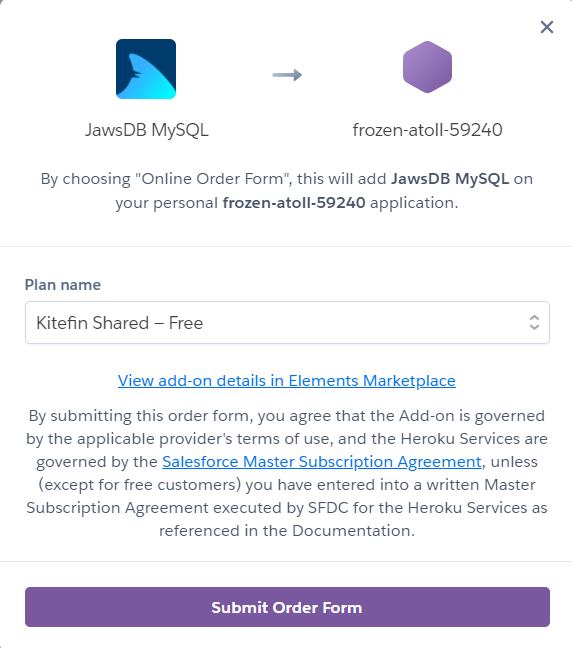 JawsDB MySQL
frozen-atoll-59240
By choosing "Online Order Form", this will add JawsDB MySQL on
your personal frozen-atoll-59240 application.
Plan name
Kitefin Shared – Free
View add-on details in Elements Marketplace
By submitting this order form, you agree that the Add-on is governed
by the applicable provider's terms of use, and the Heroku Services are
governed by the Salesforce Master Subscription Agreement, unless
(except for free customers) you have entered into a written Master
Subscription Agreement executed by SFDC for the Heroku Services as
referenced in the Documentation.
Submit Order Form